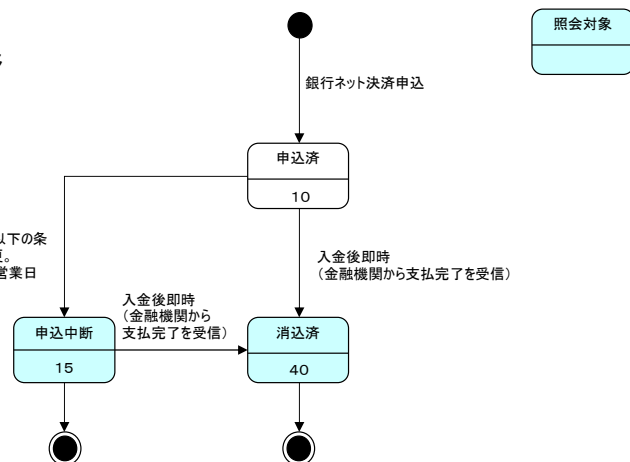 照会対象
銀行ネット決済申込
申込済
10
以下の条
営業日
入金後即時
（金融機関から支払完了を受信）
入金後即時
（金融機関から
支払完了を受信）
申込中断
15
消込済
40